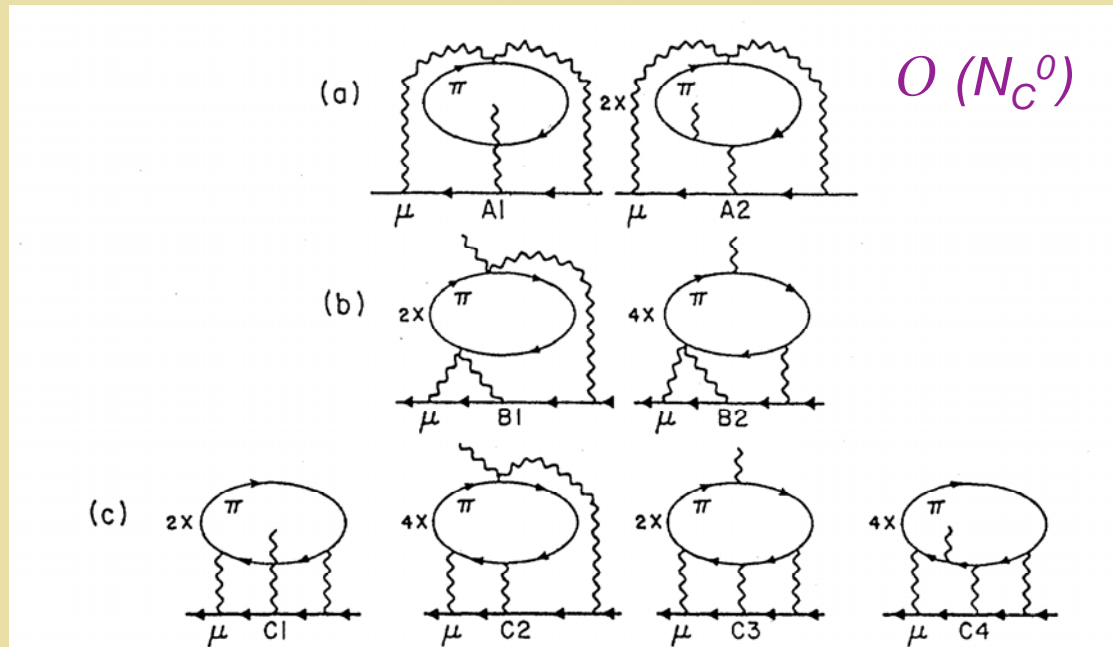 O (N_C^0)
(a) π 2X π
μ A1 μ A2
(b) 2X π 4X π
μ B1 μ B2
(c) 2X π 4X π 2X π 4X π
μ C1 μ C2 μ C3 μ C4